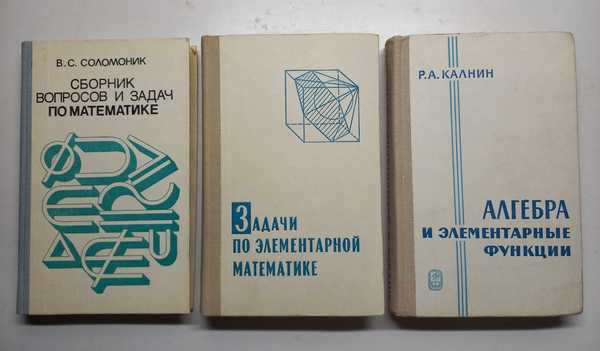 В. С. СОЛОМОНИК
СБОРНИК
ВОПРОСОВ И ЗАДАЧ
ПО МАТЕМАТИКЕ
ЗАДАЧИ
ПО ЭЛЕМЕНТАРНОЙ
МАТЕМАТИКЕ
Р. А. КАЛНИН
АЛГЕБРА
И ЭЛЕМЕНТАРНЫЕ
ФУНКЦИИ